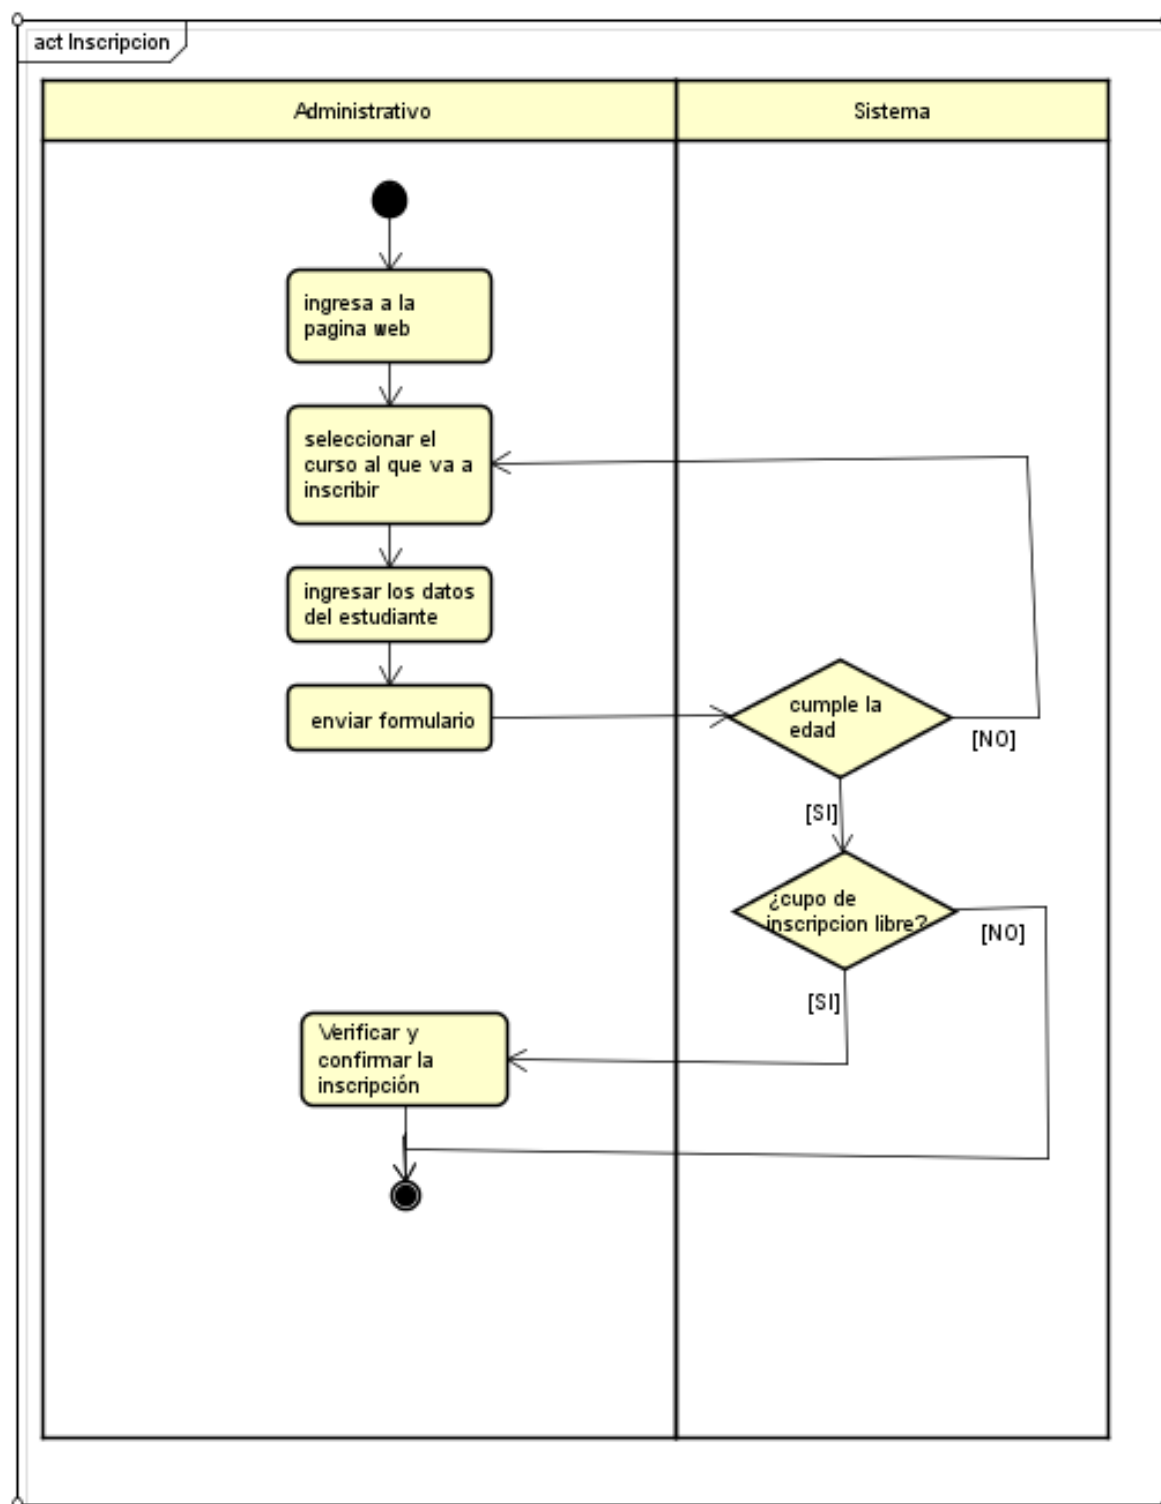 act Inscripcion
Administrativo
Sistema
ingresa a la
pagina web
seleccionar el
curso al que va a
inscribir
ingresar los datos
del estudiante
enviar formulario
cumple la
edad
[NO]
[SI]
¿cupo de
inscripcion libre?
[NO]
[SI]
Verificar y
confirmar la
inscripción